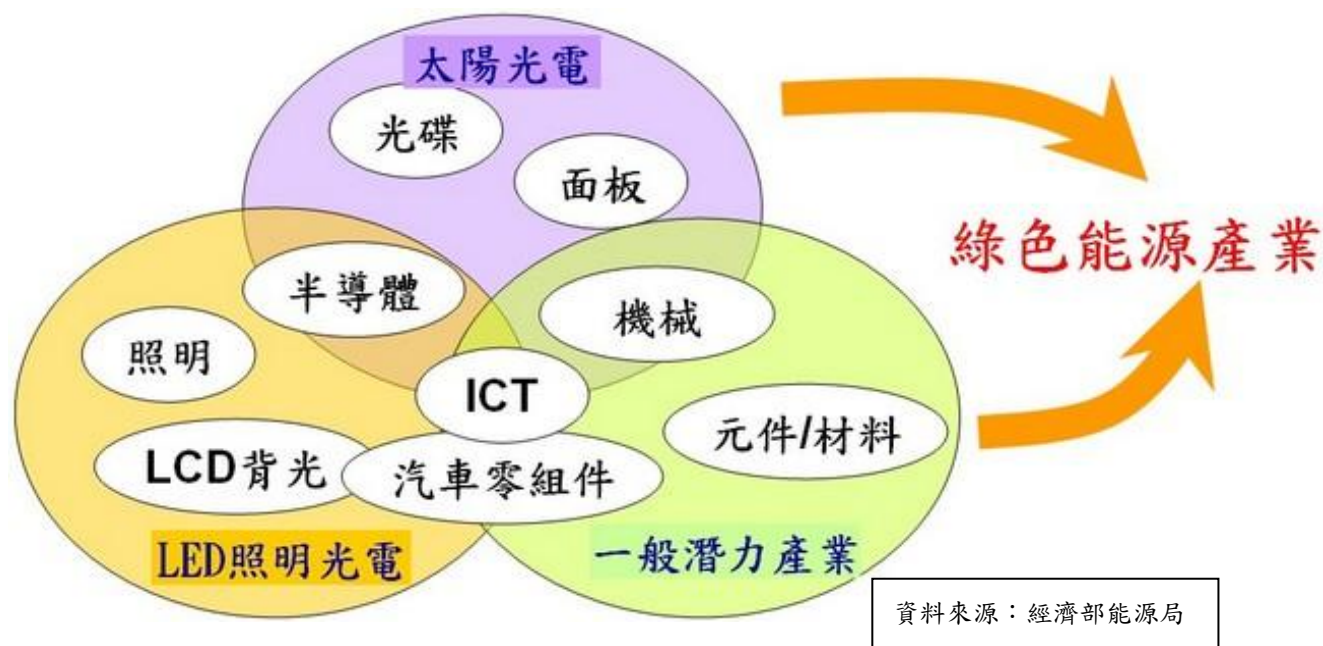 太陽光電
光碟
面板
綠色能源產業
半導體
機械
照明
ICT
元件/材料
LCD背光
汽車零組件
LED照明光電
一般潛力產業
資料來源：經濟部能源局